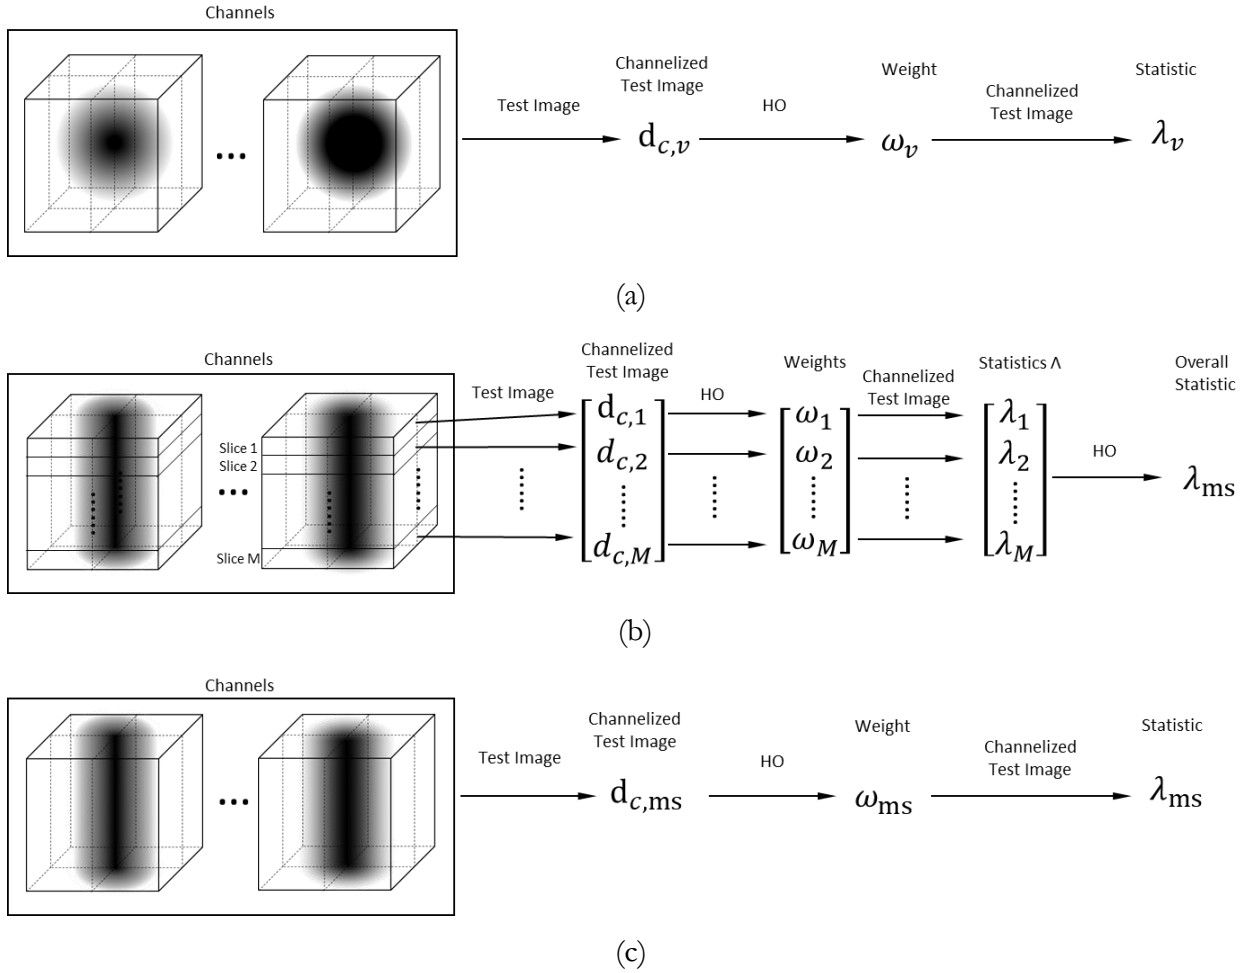 Channels
Test Image
Channelized
Test Image
d_{c,v}
HO
Weight
ω_v
Channelized
Test Image
Statistic
λ_v
(a)
Channels
Slice 1
Slice 2
Slice M
Test Image
Channelized
Test Image
d_{c,1}
d_{c,2}
d_{c,M}
HO
Weights
ω_1
ω_2
ω_M
Channelized
Test Image
Statistics Λ
λ_1
λ_2
λ_M
HO
Overall
Statistic
λ_ms
(b)
Channels
Test Image
Channelized
Test Image
d_{c,ms}
HO
Weight
ω_ms
Channelized
Test Image
Statistic
λ_ms
(c)